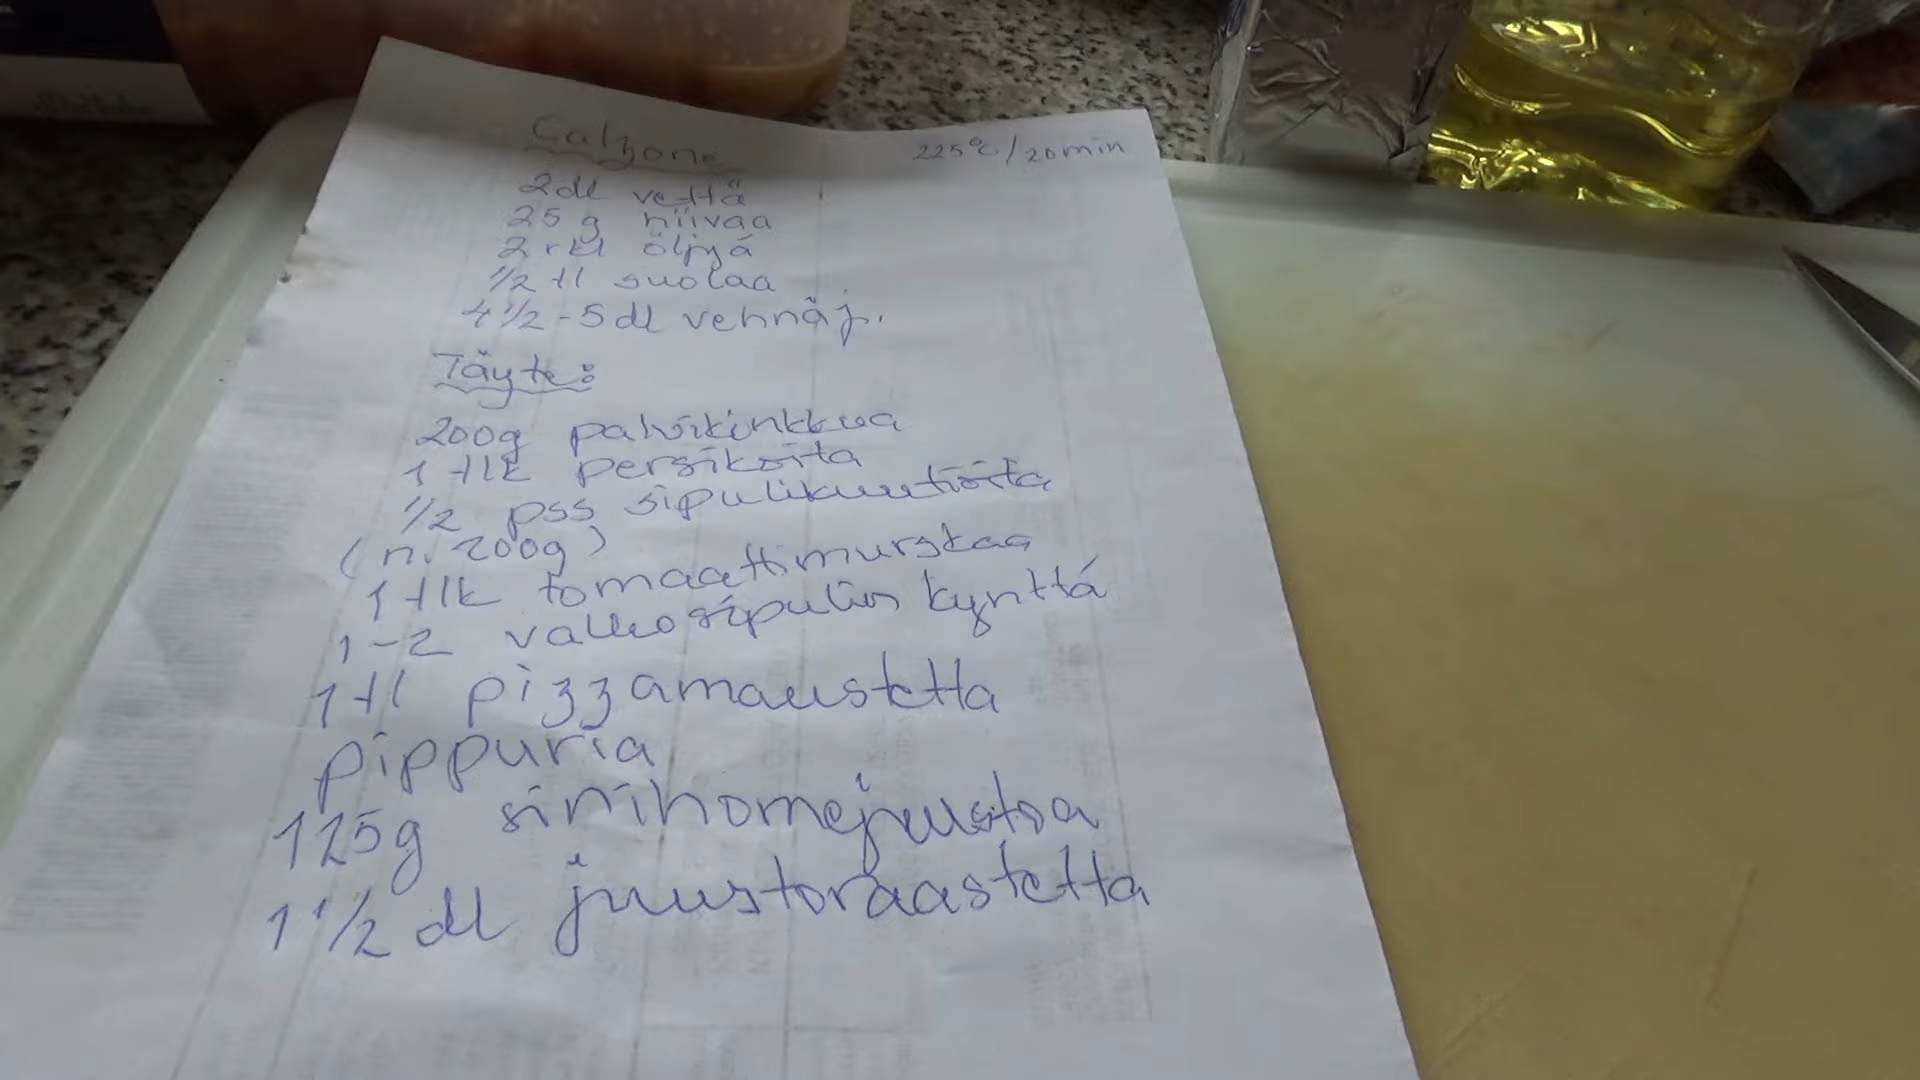 Calzone
225°C/20min
2 dl vettä
25 g hiivaa
2 rkl öljyä
1/2 tl suolaa
4 1/2 - 5 dl vehnäj.
Täyte:
200g palvikinkkua
1 tlk persikoita
1/2 pss sipulikuutioita
(n. 200g)
1 tlk tomaattimurskaa
1-2 valkosipulin kynttä
1 tl pizzamaustetta
pippuria
125g sinihomejuustoa
1 1/2 dl juustoraastetta